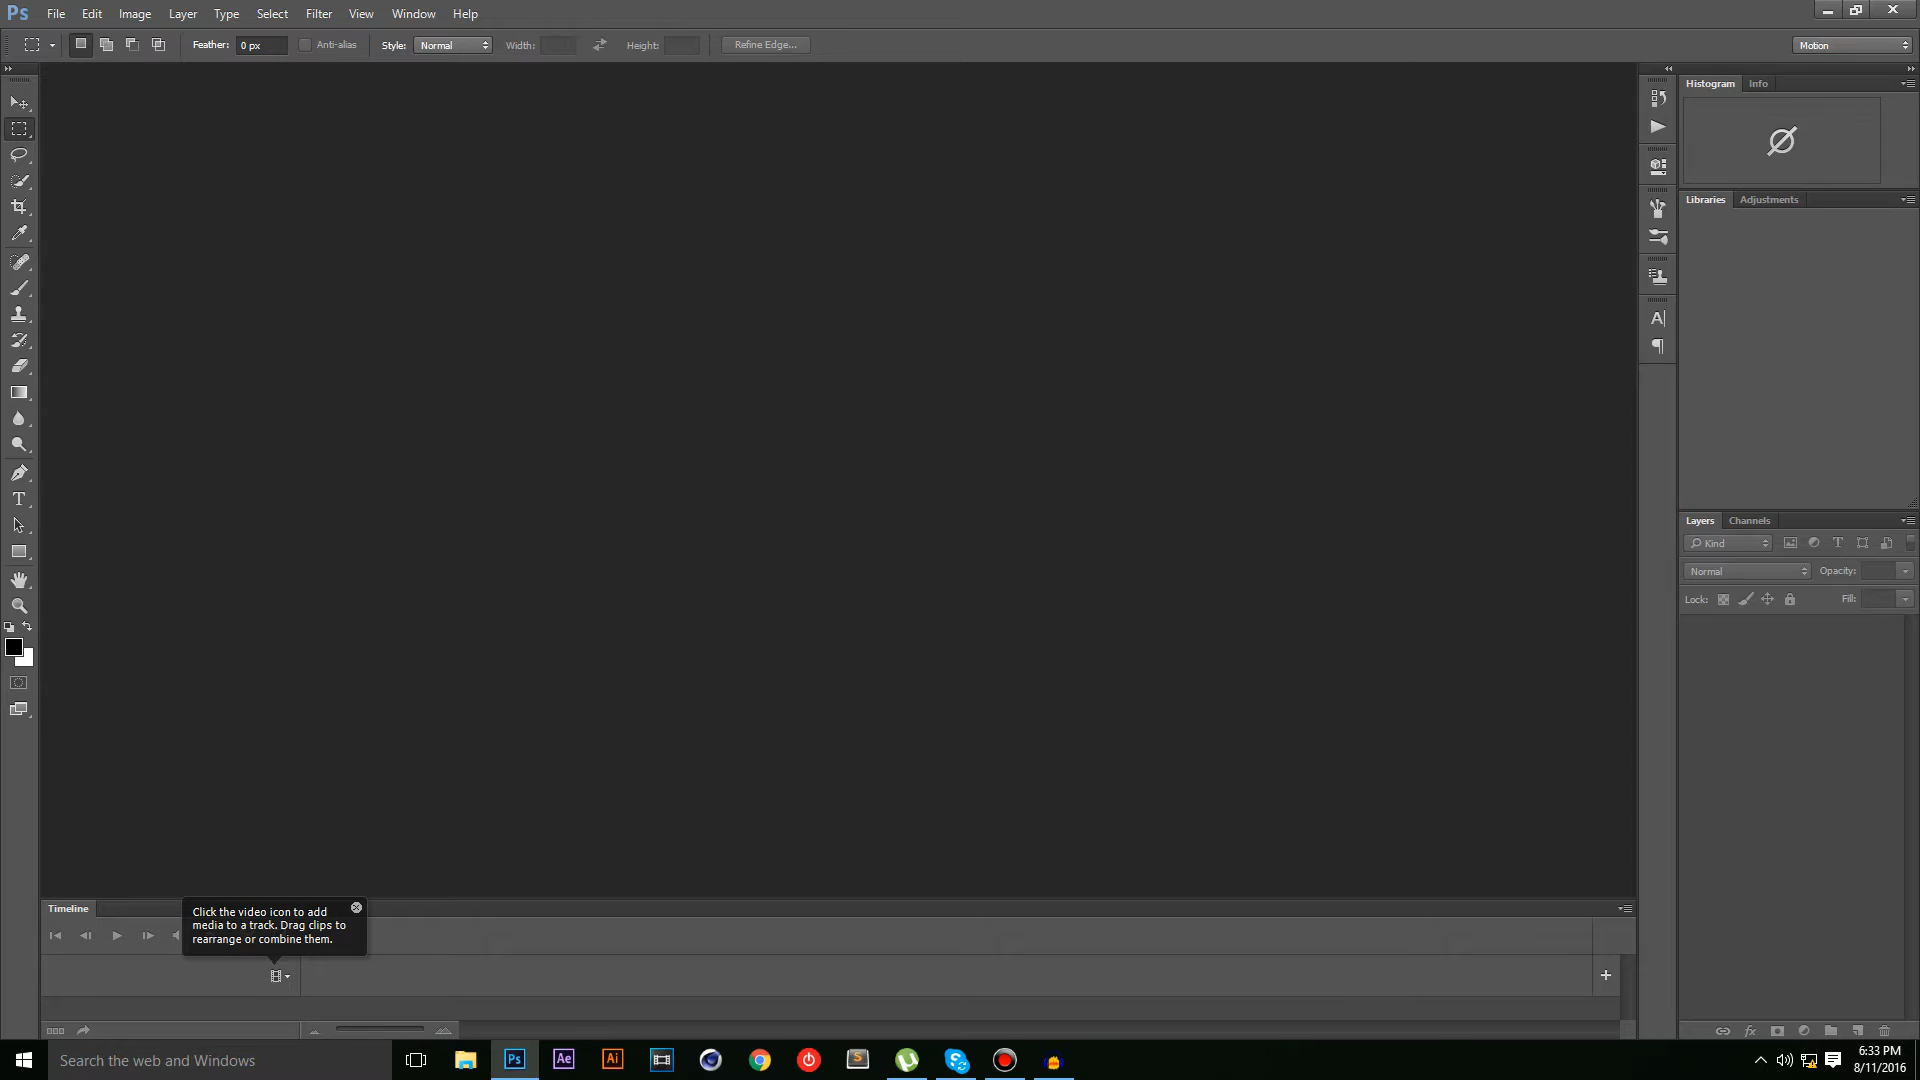 Ps File Edit Image Layer Type Select Filter View Window Help
Feather: 0 px Anti-alias Style: Normal Width: Height: Refine Edge... Motion
Histogram Info
Libraries Adjustments
Layers Channels
Kind
Normal Opacity:
Lock: Fill:
Timeline
Click the video icon to add
media to a track. Drag clips to
rearrange or combine them.
Search the web and Windows
Ps Ae Ai S
6:33 PM
8/11/2016